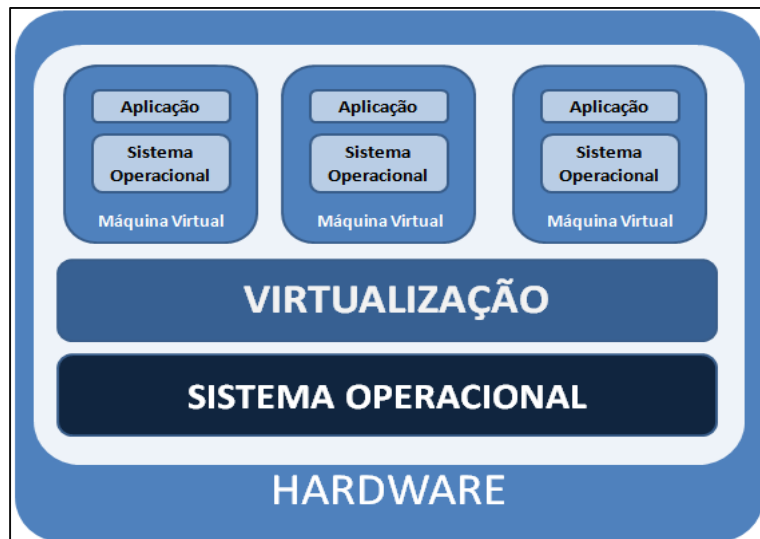 Aplicação
Sistema
Operacional
Máquina Virtual
Aplicação
Sistema
Operacional
Máquina Virtual
Aplicação
Sistema
Operacional
Máquina Virtual
VIRTUALIZAÇÃO
SISTEMA OPERACIONAL
HARDWARE